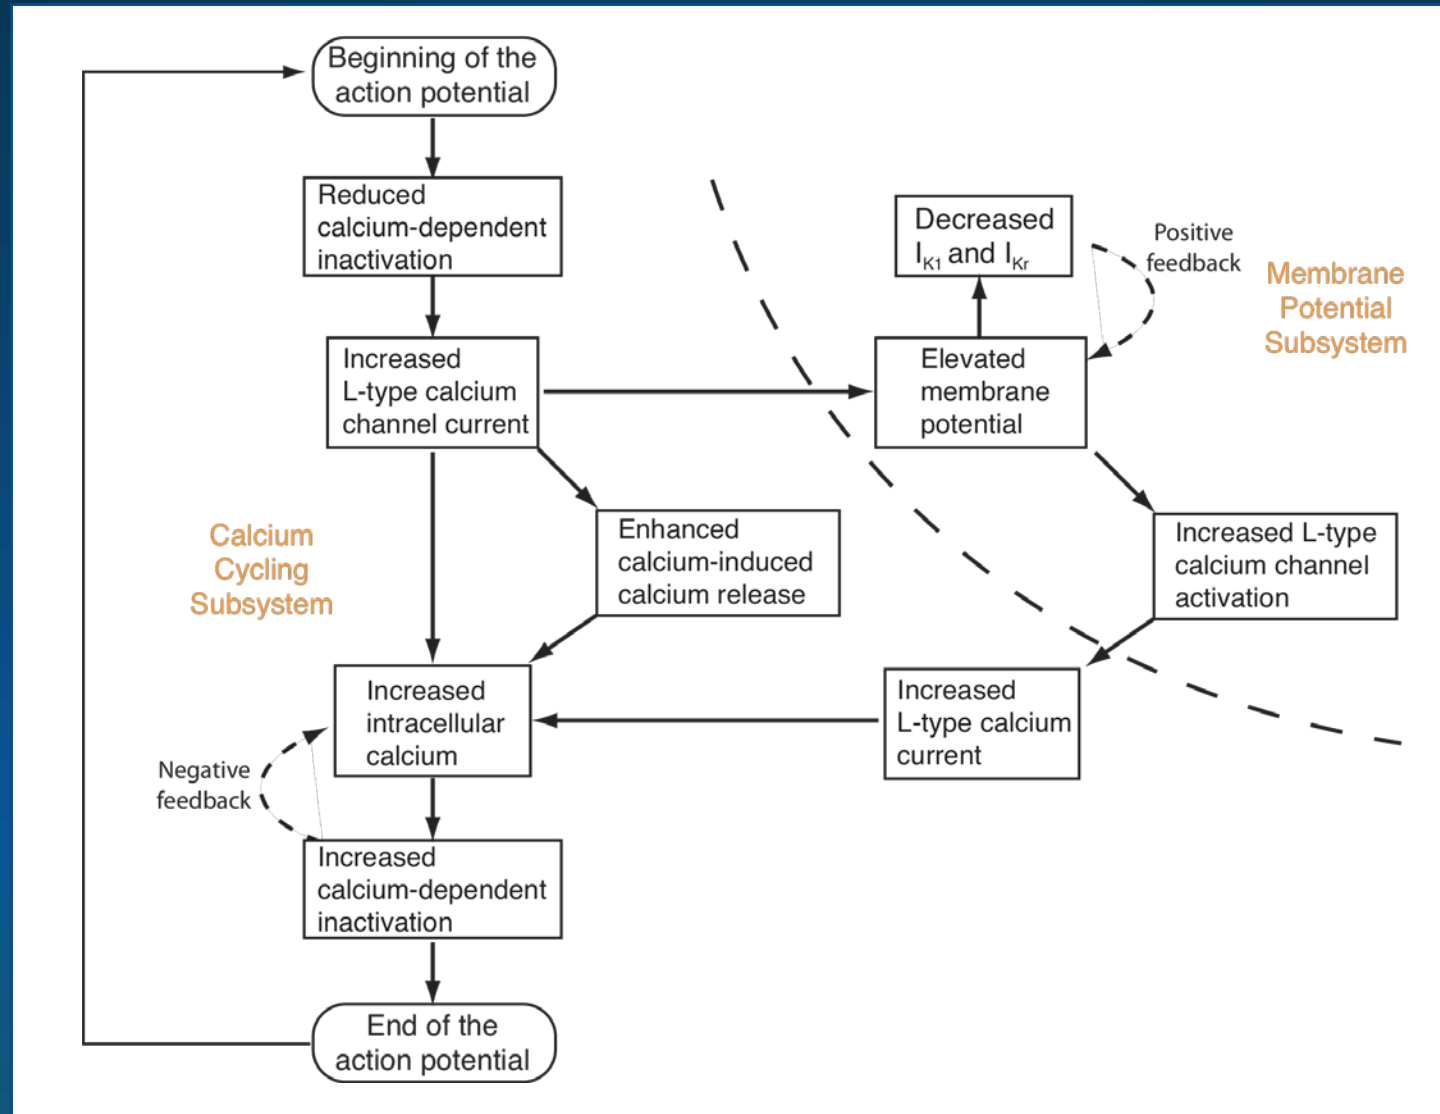 Beginning of the
action potential
Reduced
calcium-dependent
inactivation
Increased
L-type calcium
channel current
Enhanced
calcium-induced
calcium release
Calcium
Cycling
Subsystem
Increased
intracellular
calcium
Negative
feedback
Increased
calcium-dependent
inactivation
End of the
action potential
Decreased
I_K1 and I_Kr
Positive
feedback
Membrane
Potential
Subsystem
Elevated
membrane
potential
Increased L-type
calcium channel
activation
Increased
L-type calcium
current